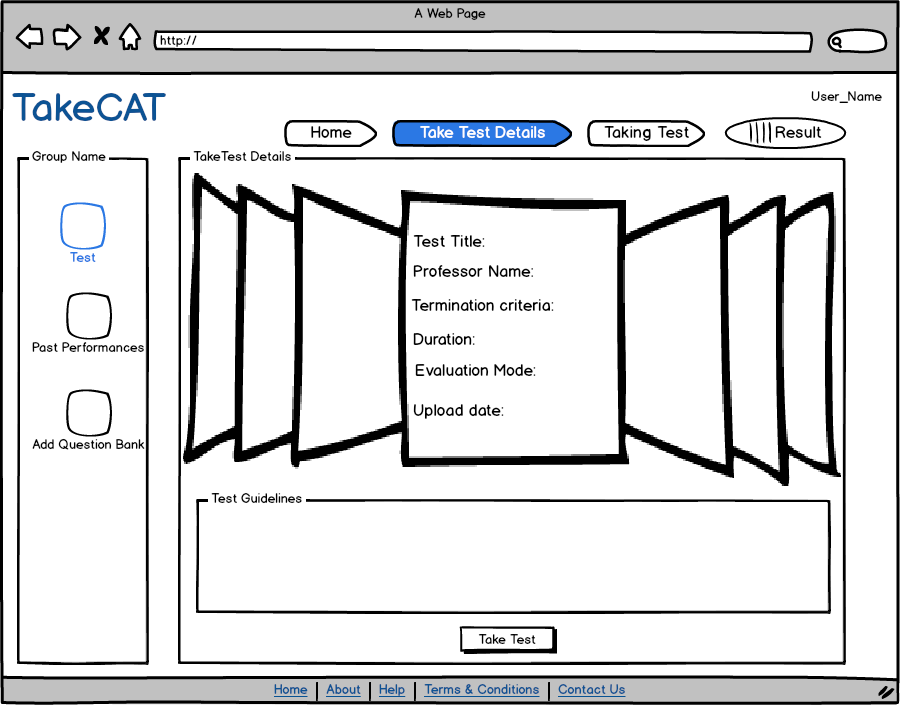 A Web Page
http://
TakeCAT
User_Name
Home
Take Test Details
Taking Test
Result
Group Name
Test
Past Performances
Add Question Bank
TakeTest Details
Test Title:
Professor Name:
Termination criteria:
Duration:
Evaluation Mode:
Upload date:
Test Guidelines
Take Test
Home
About
Help
Terms & Conditions
Contact Us